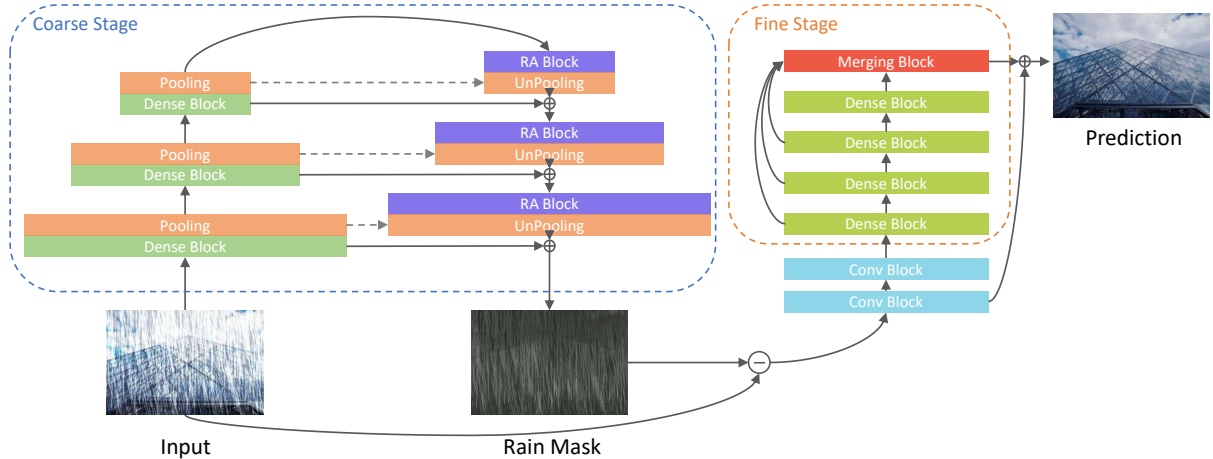 Coarse Stage
Pooling
Dense Block
Pooling
Dense Block
Pooling
Dense Block
RA Block
UnPooling
RA Block
UnPooling
RA Block
UnPooling
Input
Rain Mask
Fine Stage
Merging Block
Dense Block
Dense Block
Dense Block
Dense Block
Conv Block
Conv Block
Prediction